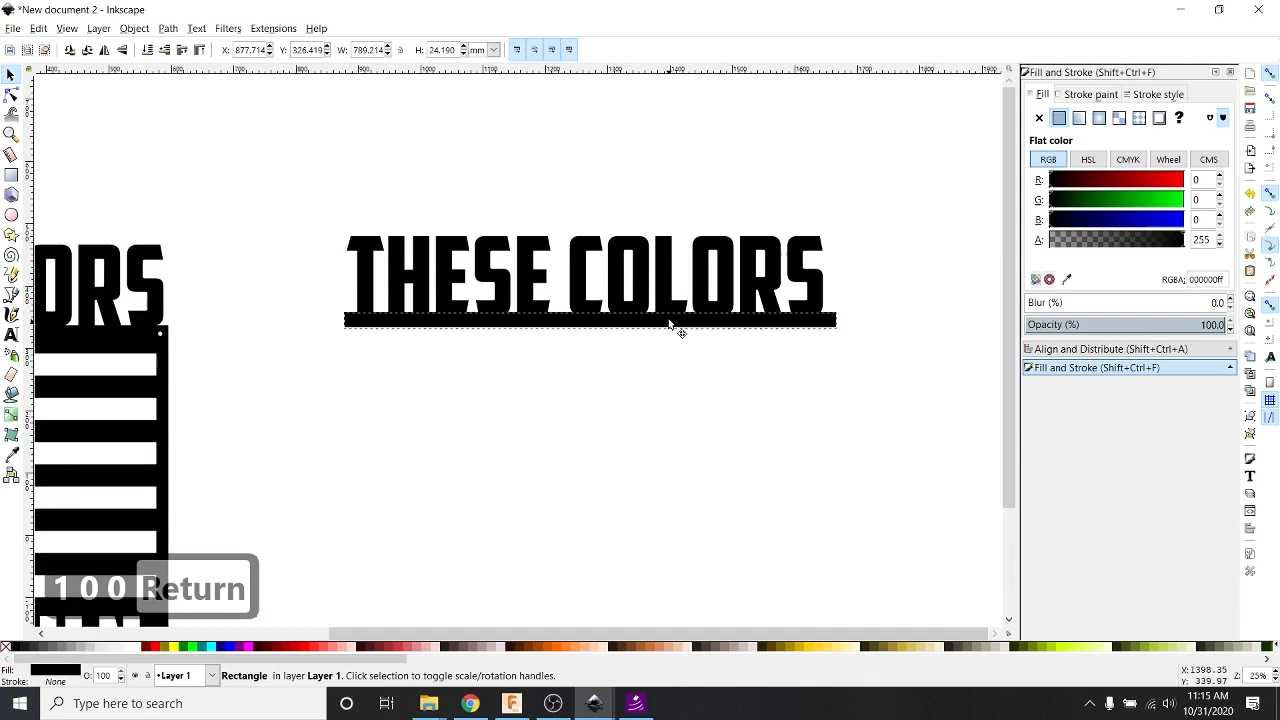 *New document 2 - Inkscape
File Edit View Layer Object Path Text Filters Extensions Help
X: 877.714 Y: 326.419 W: 789.214 H: 24.190 mm
Fill and Stroke (Shift+Ctrl+F)
Fill Stroke paint Stroke style
Flat color
RGB HSL CMYK Wheel CMS
R: 0
G: 0
B: 0
A: 255
RGBA: 000000ff
Blur (%) 0.0
Opacity (%) 100.0
Align and Distribute (Shift+Ctrl+A)
Fill and Stroke (Shift+Ctrl+F)
THESE COLORS
ORS
1 0 0 Return
Fill:
Stroke: None
O: 100
•Layer 1
Rectangle in layer Layer 1. Click selection to toggle scale/rotation handles.
X:1398.35
Y: 339.97
Z: 25%
Type here to search
11:15 AM
10/31/2020